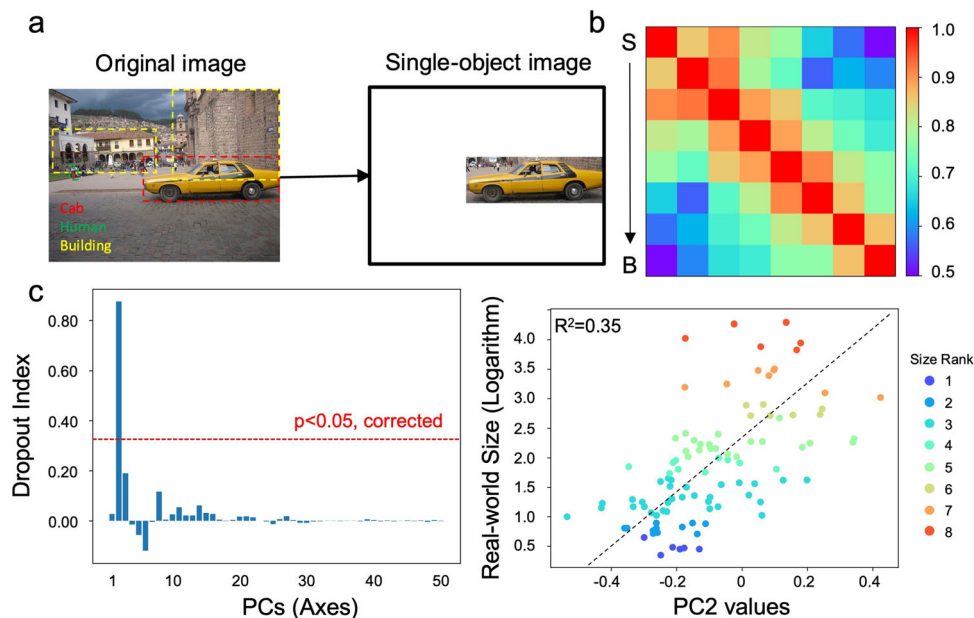 a
Original image
Single-object image
Cab
Human
Building
b
S
B
1.0
0.9
0.8
0.7
0.6
0.5
c
Dropout Index
0.80
0.60
0.40
0.20
0.00
p<0.05, corrected
1 10 20 30 40 50
PCs (Axes)
Real-world Size (Logarithm)
R²=0.35
4.0
3.5
3.0
2.5
2.0
1.5
1.0
0.5
-0.4 -0.2 0 0.2 0.4
PC2 values
Size Rank
1
2
3
4
5
6
7
8